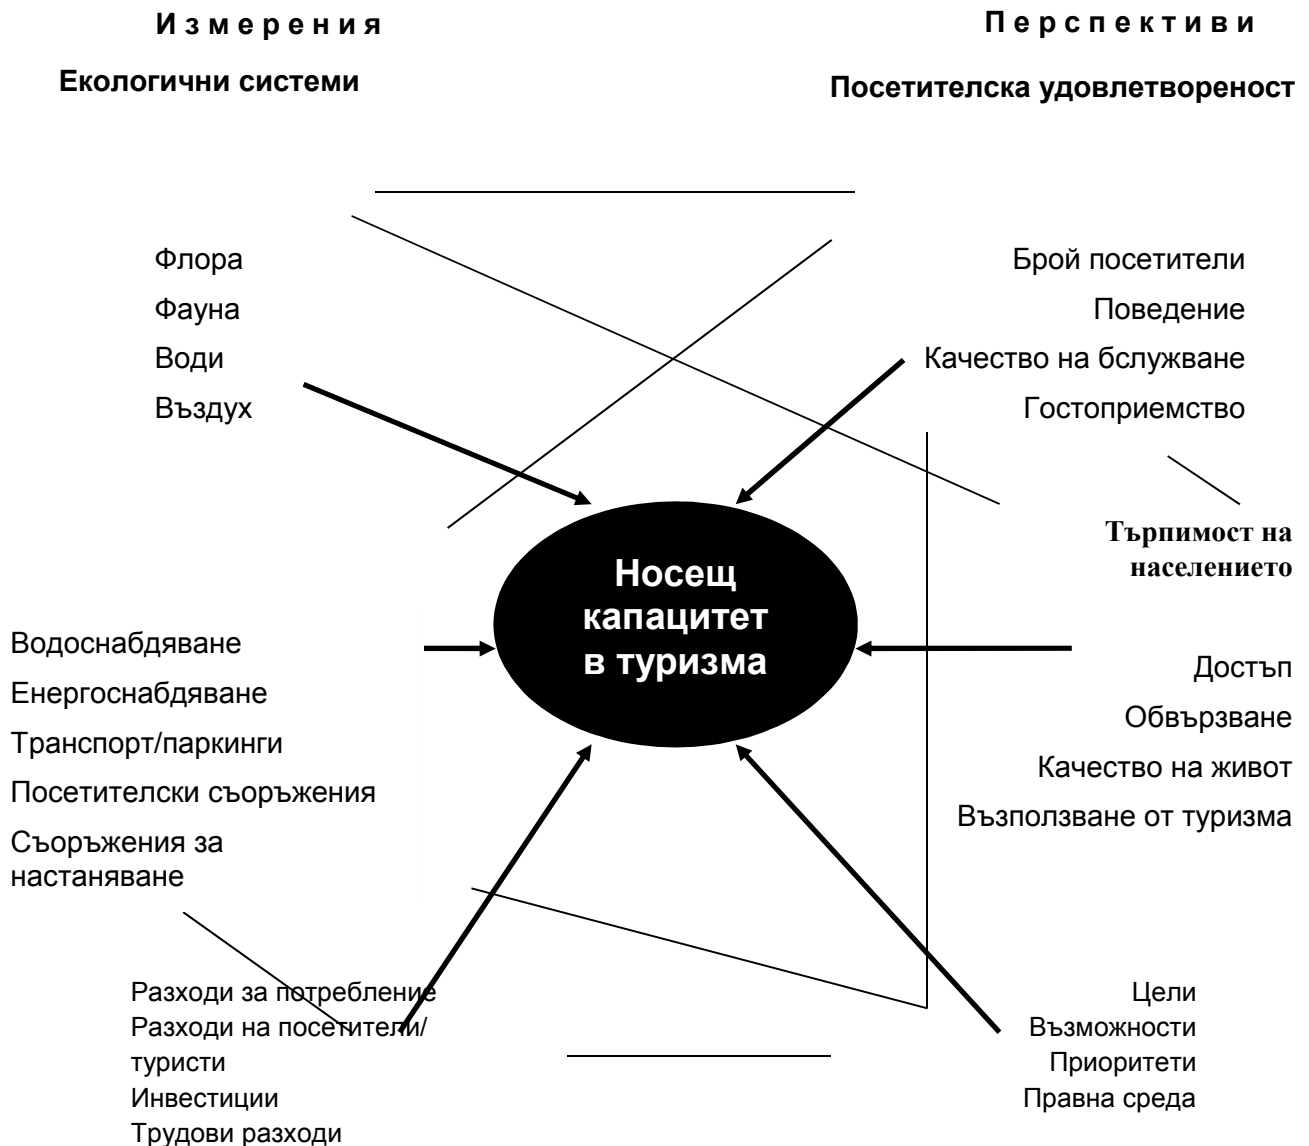 Измерения
Перспективи
Екологични системи
Посетителска удовлетвореност
Флора
Фауна
Води
Въздух
Брой посетители
Поведение
Качество на бслужване
Гостоприемство
Търпимост на
населението
Носещ
капацитет
в туризма
Водоснабдяване
Енергоснабдяване
Транспорт/паркинги
Посетителски съоръжения
Съоръжения за
настаняване
Достъп
Обвързване
Качество на живот
Възползване от туризма
Разходи за потребление
Разходи на посетители/
туристи
Инвестиции
Трудови разходи
Цели
Възможности
Приоритети
Правна среда